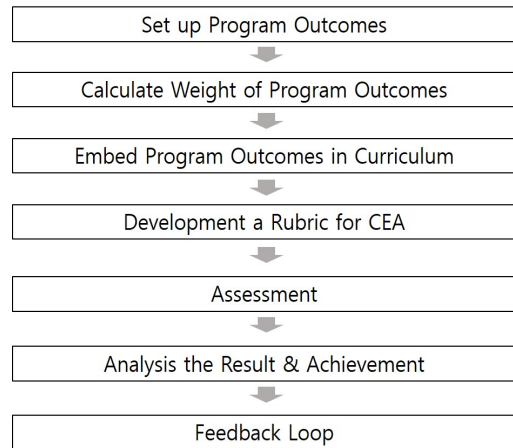 Set up Program Outcomes
Calculate Weight of Program Outcomes
Embed Program Outcomes in Curriculum
Development a Rubric for CEA
Assessment
Analysis the Result & Achievement
Feedback Loop